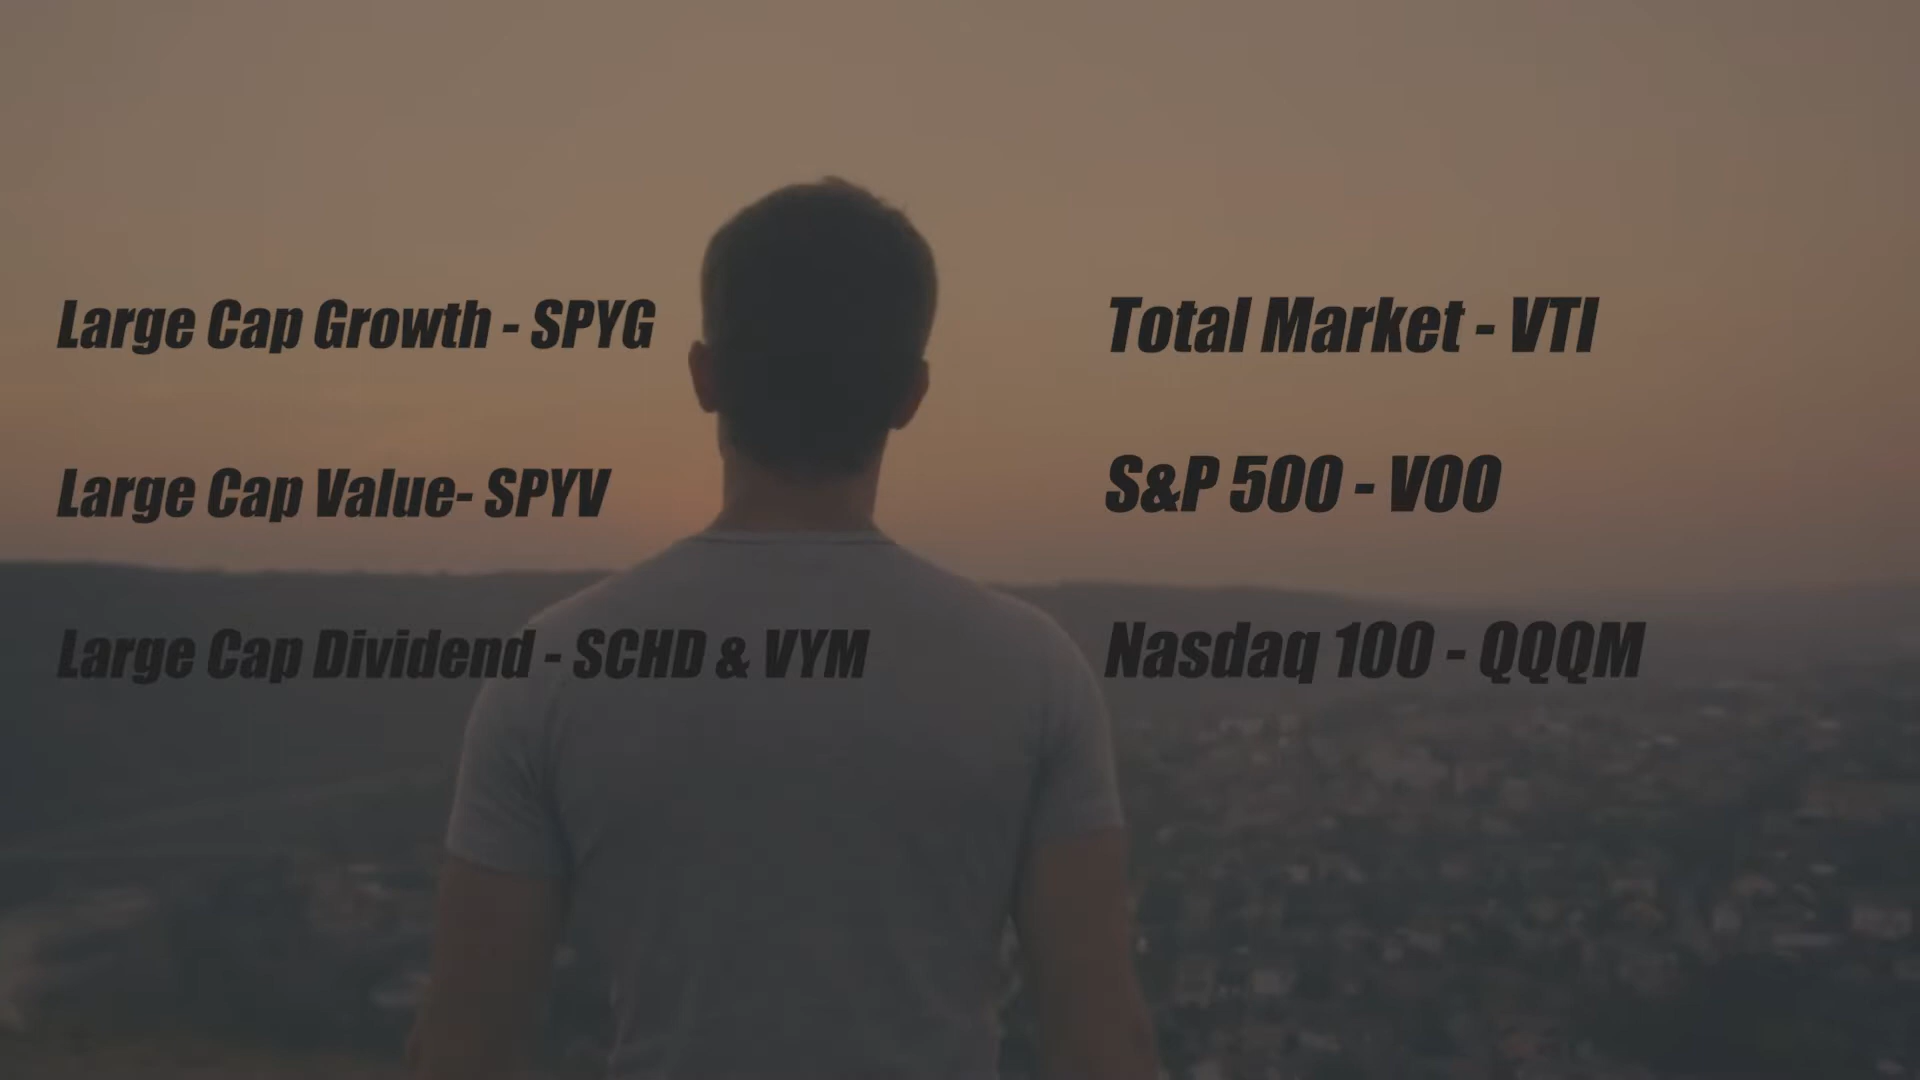 Large Cap Growth - SPYG
Large Cap Value- SPYV
Large Cap Dividend - SCHD & VYM
Total Market - VTI
S&P 500 - VOO
Nasdaq 100 - QQQM